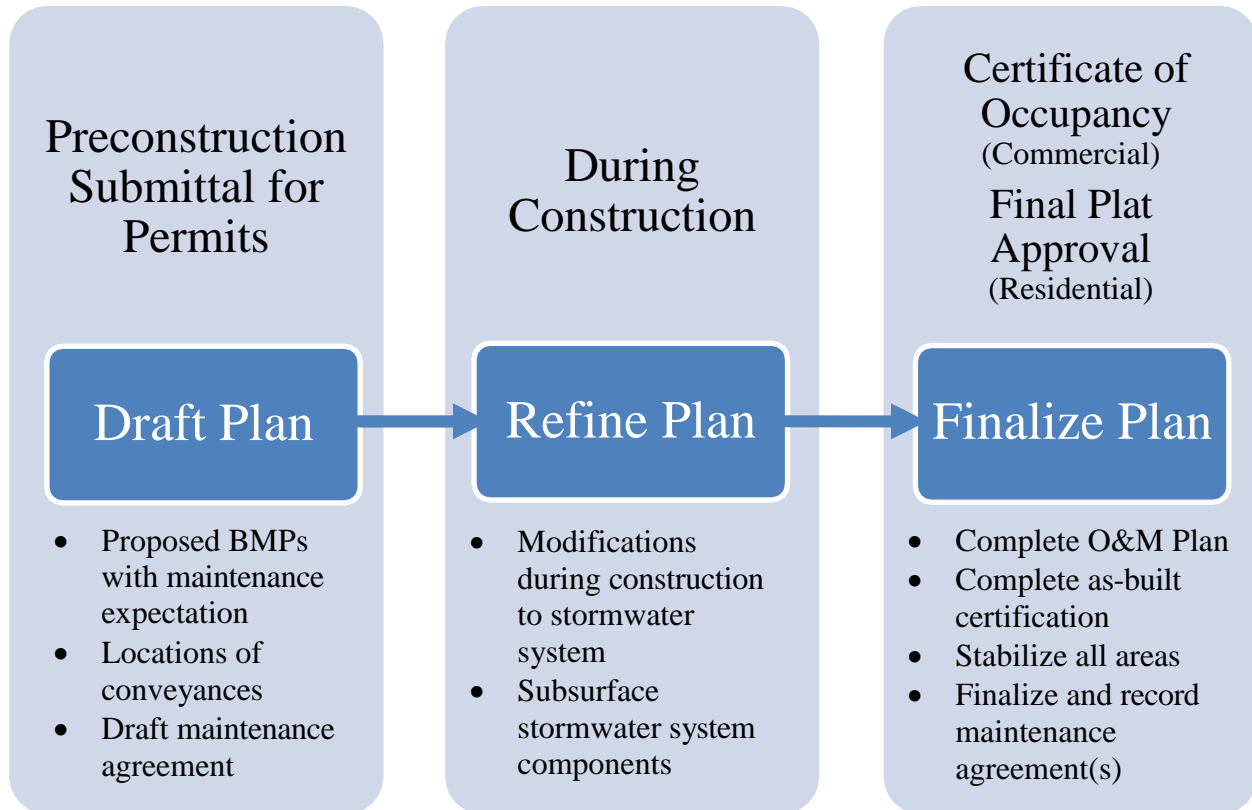 Preconstruction
Submittal for
Permits
Draft Plan
• Proposed BMPs
with maintenance
expectation
• Locations of
conveyances
• Draft maintenance
agreement
During
Construction
Refine Plan
• Modifications
during construction
to stormwater
system
• Subsurface
stormwater system
components
Certificate of
Occupancy
(Commercial)
Final Plat
Approval
(Residential)
Finalize Plan
• Complete O&M Plan
• Complete as-built
certification
• Stabilize all areas
• Finalize and record
maintenance
agreement(s)